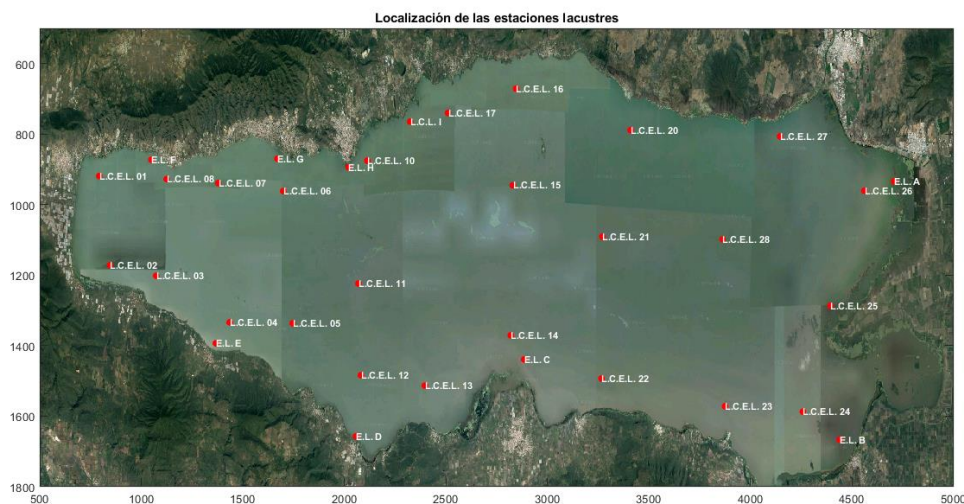 Localización de las estaciones lacustres
600
L.C.E.L. 16
L.C.E.L. 17
L.C.L. I
L.C.E.L. 20
800
L.C.E.L. 27
E.L. F
E.L. G
L.C.E.L. 10
E.L. H
L.C.E.L. 01
L.C.E.L. 08
L.C.E.L. 07
L.C.E.L. 06
L.C.E.L. 15
E.L. A
L.C.E.L. 26
1000
L.C.E.L. 21
L.C.E.L. 28
L.C.E.L. 02
L.C.E.L. 03
1200
L.C.E.L. 11
L.C.E.L. 25
L.C.E.L. 04
L.C.E.L. 05
L.C.E.L. 14
E.L. E
1400
E.L. C
L.C.E.L. 12
L.C.E.L. 13
L.C.E.L. 22
L.C.E.L. 23
L.C.E.L. 24
1600
E.L. D
E.L. B
1800
500 1000 1500 2000 2500 3000 3500 4000 4500 5000